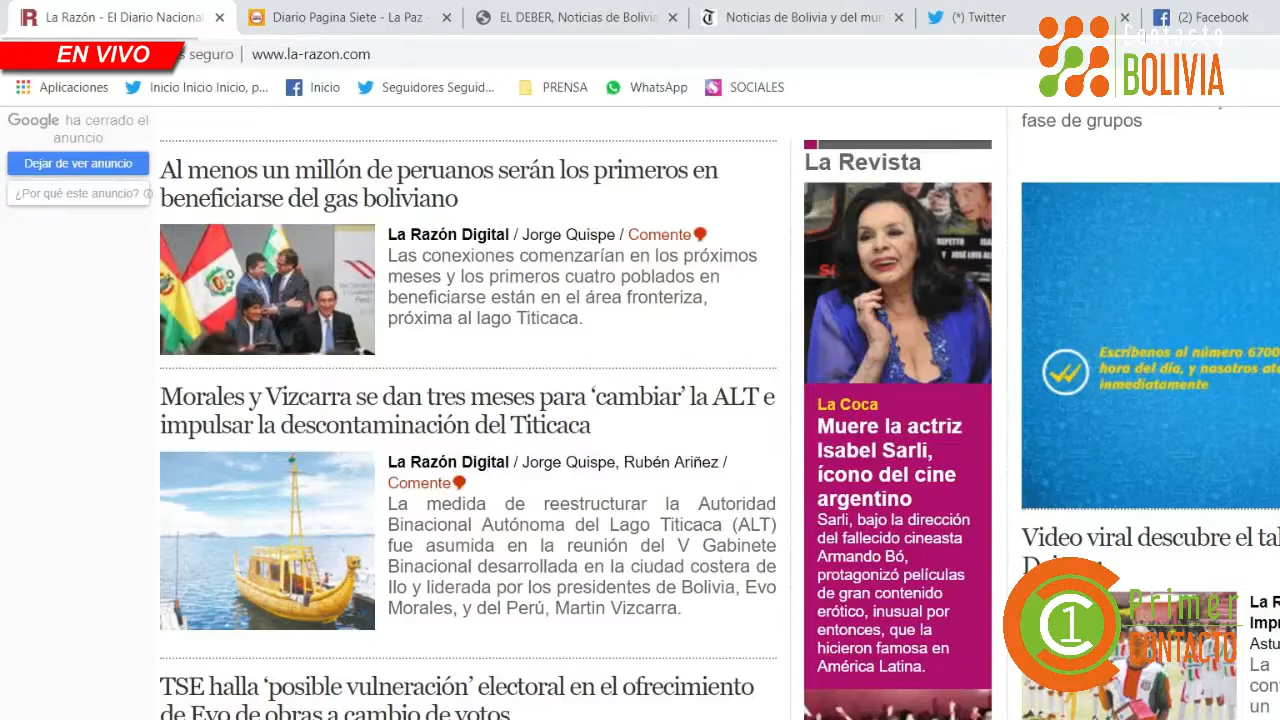 La Razón - El Diario Nacional
Diario Pagina Siete - La Paz -
EL DEBER, Noticias de Bolivia
Noticias de Bolivia y del mun
(*) Twitter
(2) Facebook
EN VIVO
seguro | www.la-razon.com
Contacto
BOLIVIA
Aplicaciones
Inicio Inicio Inicio, p...
Inicio
Seguidores Seguid...
PRENSA
WhatsApp
SOCIALES
Google ha cerrado el
anuncio
Dejar de ver anuncio
¿Por qué este anuncio?
Al menos un millón de peruanos serán los primeros en
beneficiarse del gas boliviano
La Razón Digital / Jorge Quispe / Comente
Las conexiones comenzarían en los próximos
meses y los primeros cuatro poblados en
beneficiarse están en el área fronteriza,
próxima al lago Titicaca.
Morales y Vizcarra se dan tres meses para ‘cambiar’ la ALT e
impulsar la descontaminación del Titicaca
La Razón Digital / Jorge Quispe, Rubén Ariñez /
Comente
La medida de reestructurar la Autoridad
Binacional Autónoma del Lago Titicaca (ALT)
fue asumida en la reunión del V Gabinete
Binacional desarrollada en la ciudad costera de
Ilo y liderada por los presidentes de Bolivia, Evo
Morales, y del Perú, Martin Vizcarra.
TSE halla ‘posible vulneración’ electoral en el ofrecimiento
de Evo de obras a cambio de votos
La Revista
La Coca
Muere la actriz
Isabel Sarli,
ícono del cine
argentino
Sarli, bajo la dirección
del fallecido cineasta
Armando Bó,
protagonizó películas
de gran contenido
erótico, inusual por
entonces, que la
hicieron famosa en
América Latina.
fase de grupos
Escríbenos al número 6700
hora del día, y nosotros at
inmediatamente
Video viral descubre el ta
La R
Impr
Astu
La
con
un
C1
Primer
CONTACTO